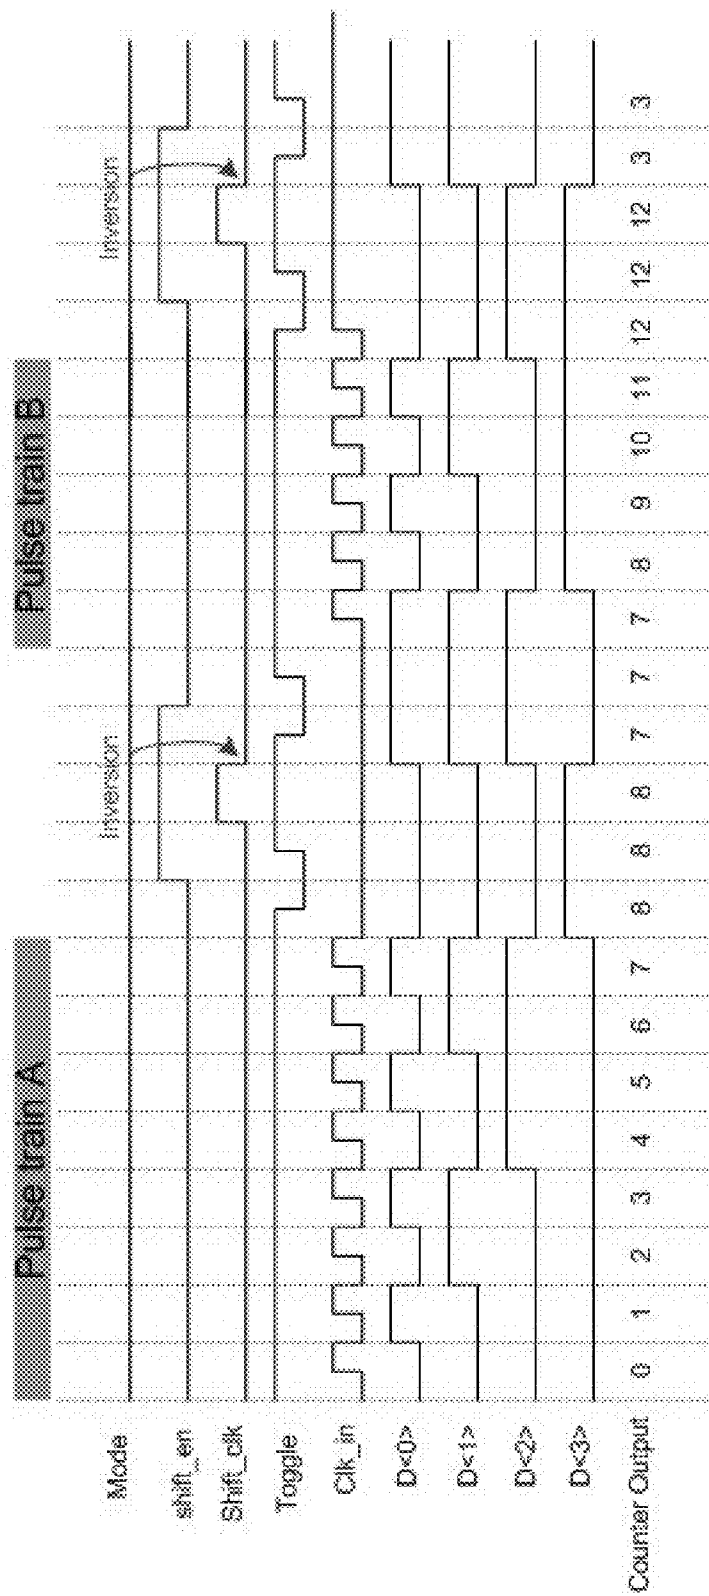 Pulse train A
Pulse train B
Inversion
Inversion
Mode
shift_en
Shift_clk
Toggle
Clk_in
D<0>
D<1>
D<2>
D<3>
Counter Output 0 1 2 3 4 5 6 7 8 8 8 7 7 7 8 9 10 11 12 12 12 3 3